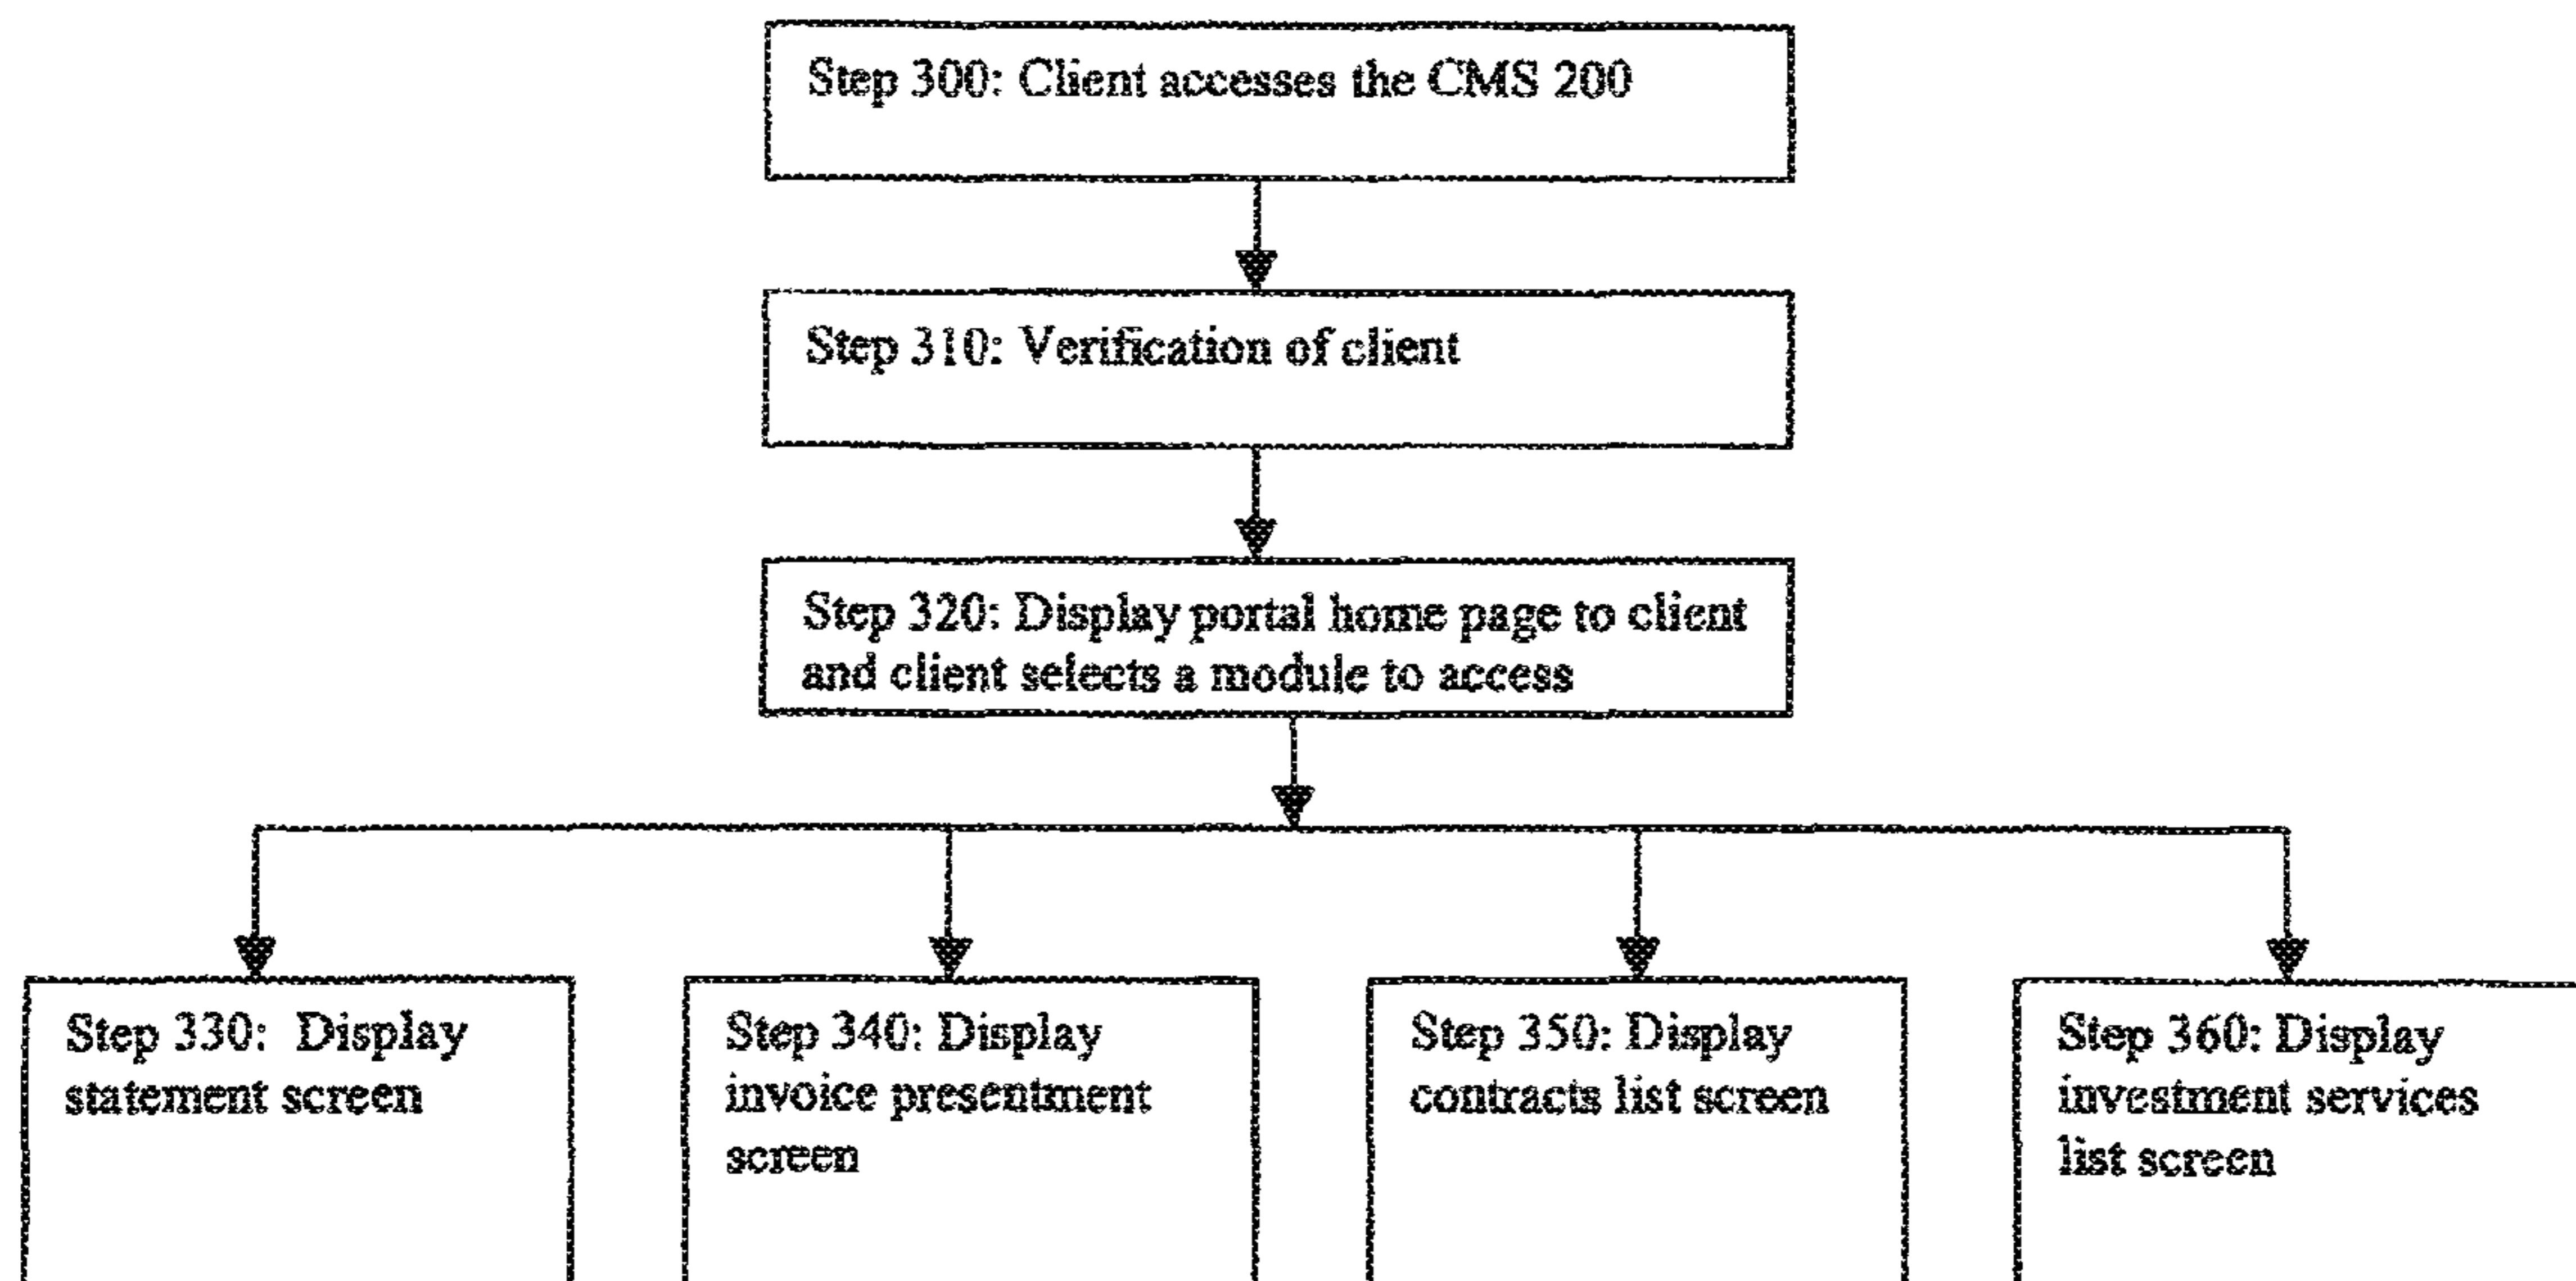 Step 300: Client accesses the CMS 200
Step 310: Verification of client
Step 320: Display portal home page to client
and client selects a module to access
Step 330: Display
statement screen
Step 340: Display
invoice presentment
screen
Step 350: Display
contracts list screen
Step 360: Display
investment services
list screen